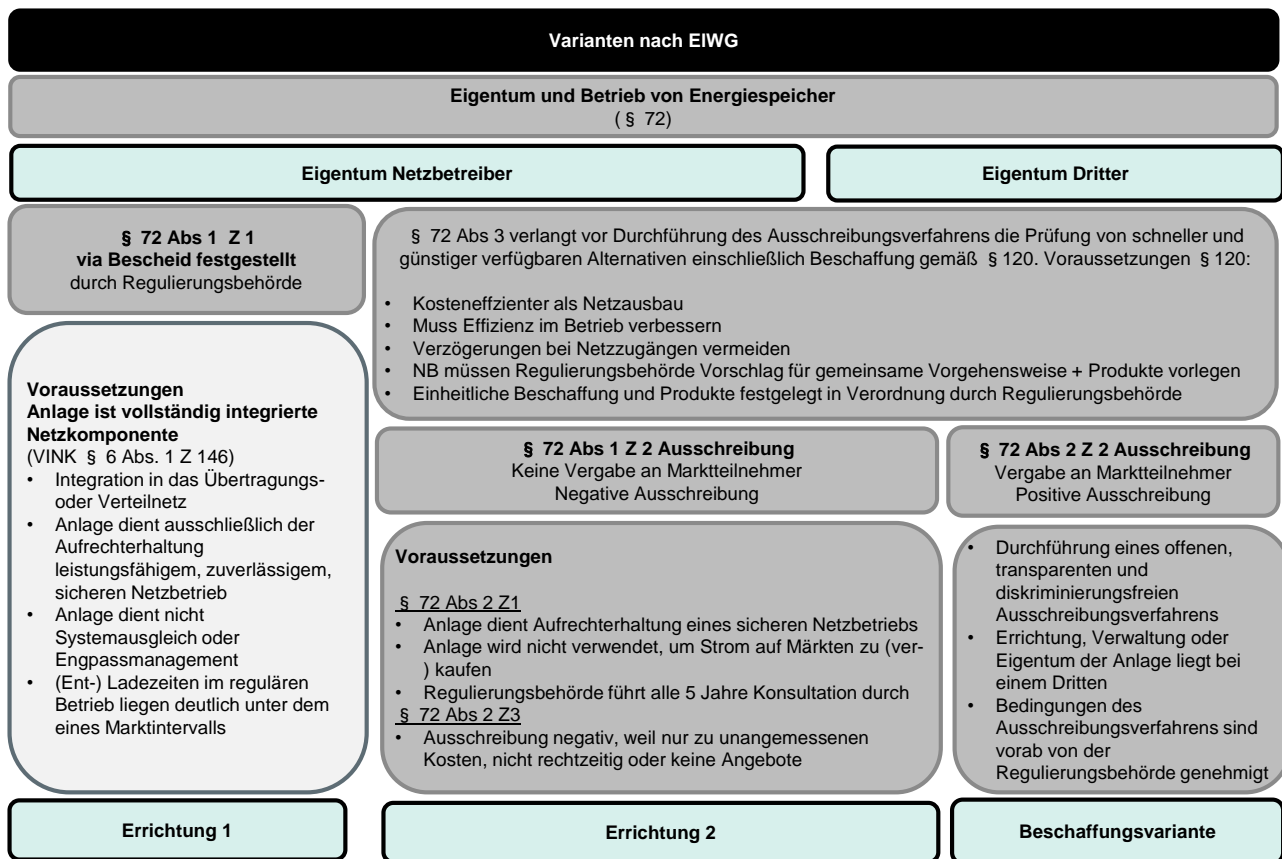 Varianten nach ElWG
Eigentum und Betrieb von Energiespeicher
( § 72)
Eigentum Netzbetreiber
Eigentum Dritter
§ 72 Abs 1 Z 1
via Bescheid festgestellt
durch Regulierungsbehörde
§ 72 Abs 3 verlangt vor Durchführung des Ausschreibungsverfahrens die Prüfung von schneller und
günstiger verfügbaren Alternativen einschließlich Beschaffung gemäß § 120. Voraussetzungen § 120:
• Kosteneffzienter als Netzausbau
• Muss Effizienz im Betrieb verbessern
• Verzögerungen bei Netzzugängen vermeiden
• NB müssen Regulierungsbehörde Vorschlag für gemeinsame Vorgehensweise + Produkte vorlegen
• Einheitliche Beschaffung und Produkte festgelegt in Verordnung durch Regulierungsbehörde
Voraussetzungen
Anlage ist vollständig integrierte
Netzkomponente
(VINK § 6 Abs. 1 Z 146)
• Integration in das Übertragungs-
oder Verteilnetz
• Anlage dient ausschließlich der
Aufrechterhaltung
leistungsfähigem, zuverlässigem,
sicheren Netzbetrieb
• Anlage dient nicht
Systemausgleich oder
Engpassmanagement
• (Ent-) Ladezeiten im regulären
Betrieb liegen deutlich unter dem
eines Marktintervalls
§ 72 Abs 1 Z 2 Ausschreibung
Keine Vergabe an Marktteilnehmer
Negative Ausschreibung
§ 72 Abs 2 Z 2 Ausschreibung
Vergabe an Marktteilnehmer
Positive Ausschreibung
Voraussetzungen
§ 72 Abs 2 Z1
• Anlage dient Aufrechterhaltung eines sicheren Netzbetriebs
• Anlage wird nicht verwendet, um Strom auf Märkten zu (ver-
) kaufen
• Regulierungsbehörde führt alle 5 Jahre Konsultation durch
§ 72 Abs 2 Z3
• Ausschreibung negativ, weil nur zu unangemessenen
Kosten, nicht rechtzeitig oder keine Angebote
• Durchführung eines offenen,
transparenten und
diskriminierungsfreien
Ausschreibungsverfahrens
• Errichtung, Verwaltung oder
Eigentum der Anlage liegt bei
einem Dritten
• Bedingungen des
Ausschreibungsverfahrens sind
vorab von der
Regulierungsbehörde genehmigt
Errichtung 1
Errichtung 2
Beschaffungsvariante